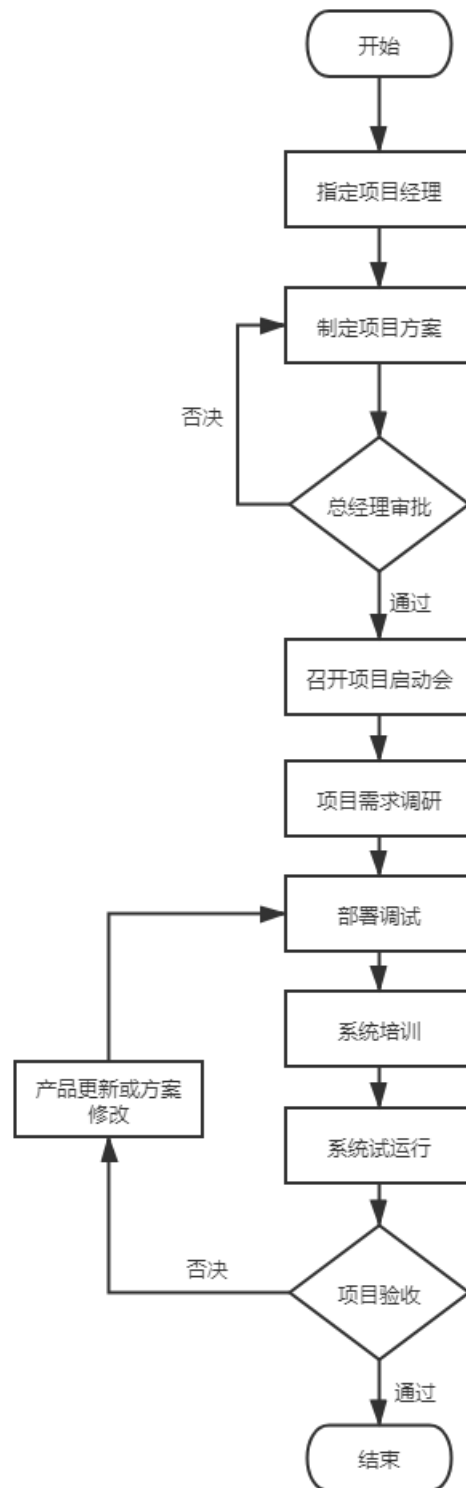 开始
指定项目经理
制定项目方案
否决
总经理审批
通过
召开项目启动会
项目需求调研
部署调试
系统培训
产品更新或方案
修改
系统试运行
否决
项目验收
通过
结束